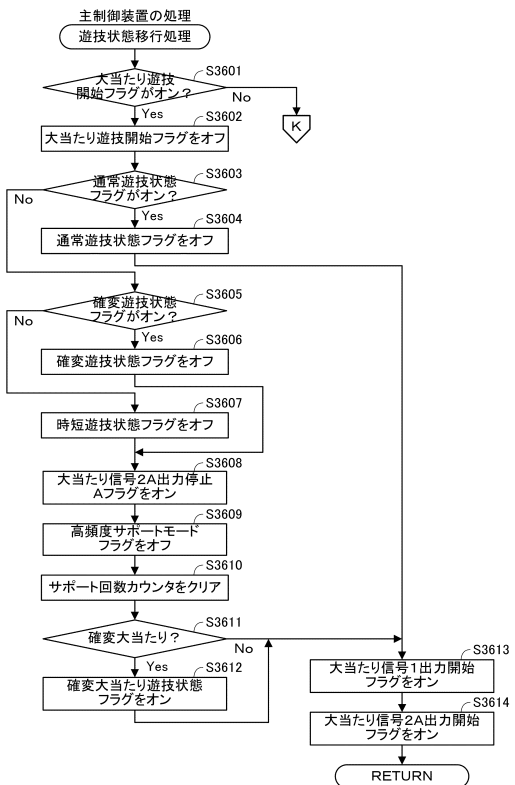 主制御装置の処理
遊技状態移行処理
S3601
大当たり遊技
開始フラグがオン？
No
Yes
K
S3602
大当たり遊技開始フラグをオフ
S3603
通常遊技状態
フラグがオン？
No
Yes
S3604
通常遊技状態フラグをオフ
S3605
確変遊技状態
フラグがオン？
No
Yes
S3606
確変遊技状態フラグをオフ
S3607
時短遊技状態フラグをオフ
S3608
大当たり信号2A出力停止
Aフラグをオン
S3609
高頻度サポートモード
フラグをオフ
S3610
サポート回数カウンタをクリア
S3611
確変大当たり？
No
Yes
S3612
確変大当たり遊技状態
フラグをオン
S3613
大当たり信号1出力開始
フラグをオン
S3614
大当たり信号2A出力開始
フラグをオン
RETURN